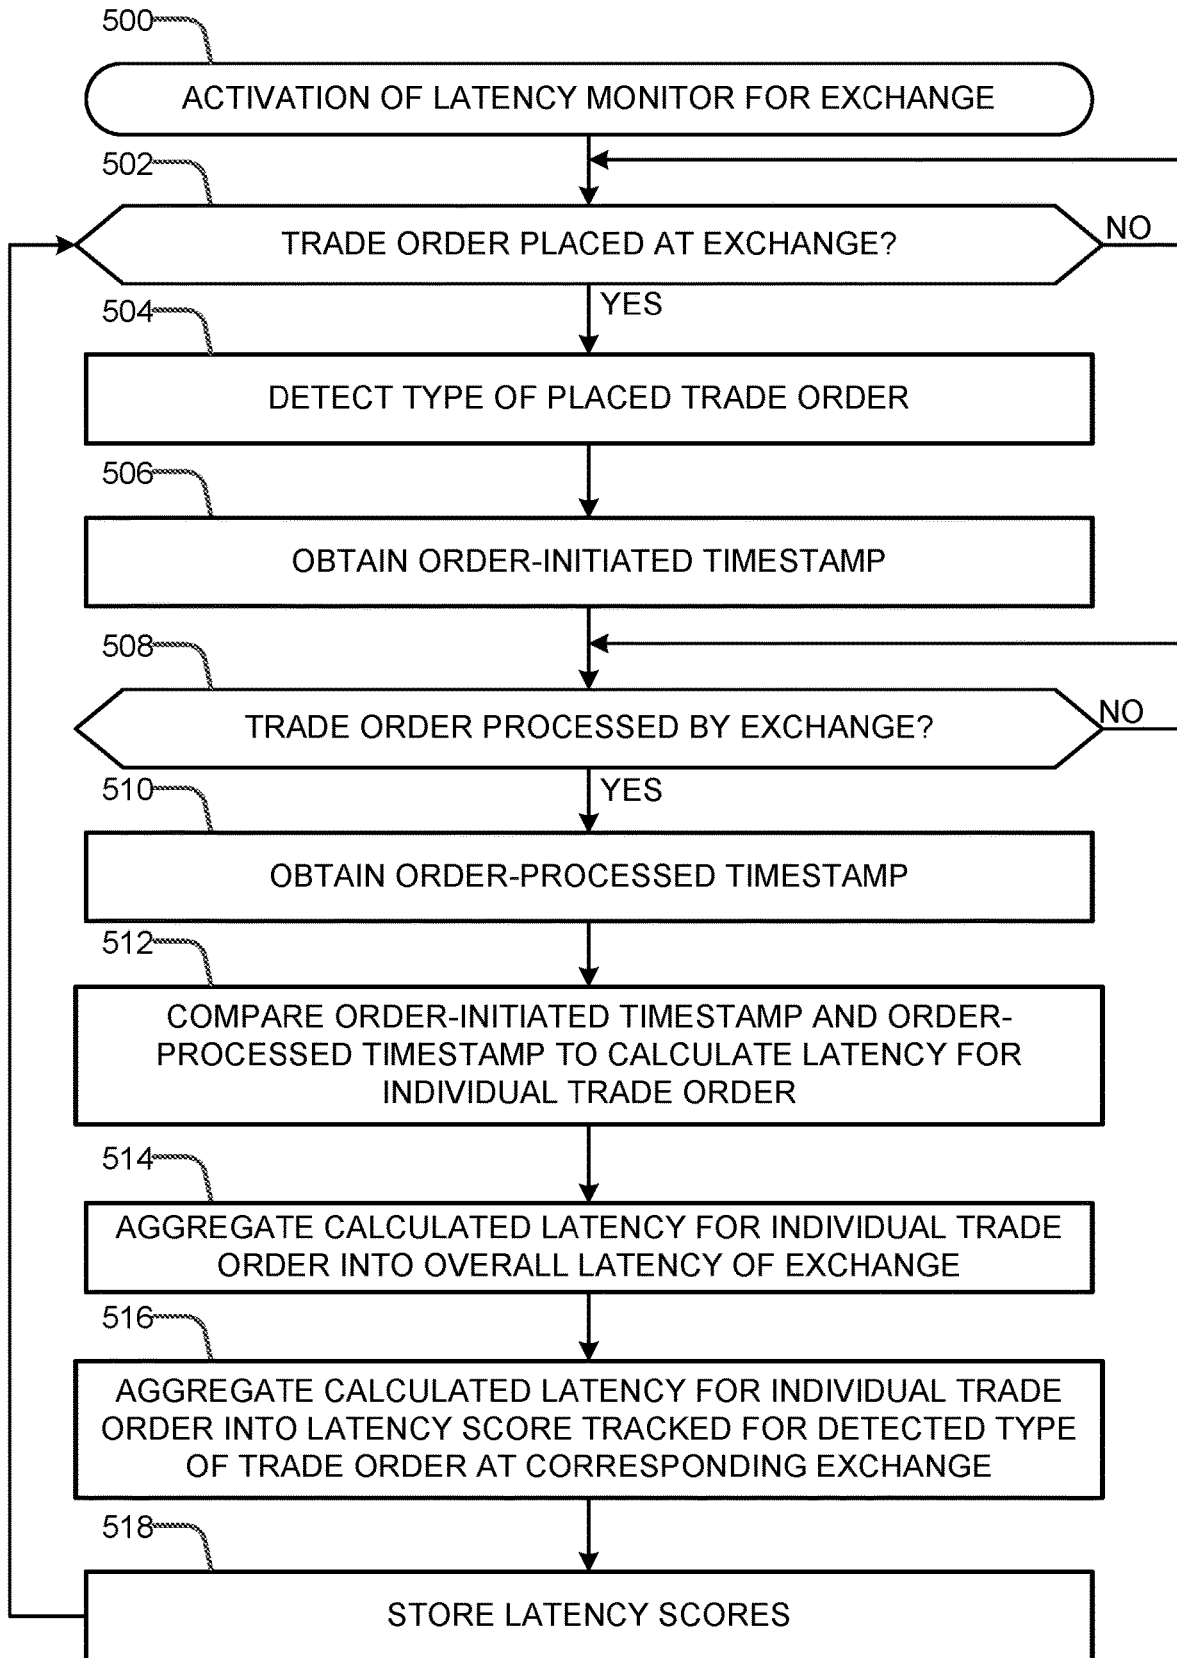 500
ACTIVATION OF LATENCY MONITOR FOR EXCHANGE
502
TRADE ORDER PLACED AT EXCHANGE?
NO
YES
504
DETECT TYPE OF PLACED TRADE ORDER
506
OBTAIN ORDER-INITIATED TIMESTAMP
508
TRADE ORDER PROCESSED BY EXCHANGE?
NO
YES
510
OBTAIN ORDER-PROCESSED TIMESTAMP
512
COMPARE ORDER-INITIATED TIMESTAMP AND ORDER-
PROCESSED TIMESTAMP TO CALCULATE LATENCY FOR
INDIVIDUAL TRADE ORDER
514
AGGREGATE CALCULATED LATENCY FOR INDIVIDUAL TRADE
ORDER INTO OVERALL LATENCY OF EXCHANGE
516
AGGREGATE CALCULATED LATENCY FOR INDIVIDUAL TRADE
ORDER INTO LATENCY SCORE TRACKED FOR DETECTED TYPE
OF TRADE ORDER AT CORRESPONDING EXCHANGE
518
STORE LATENCY SCORES